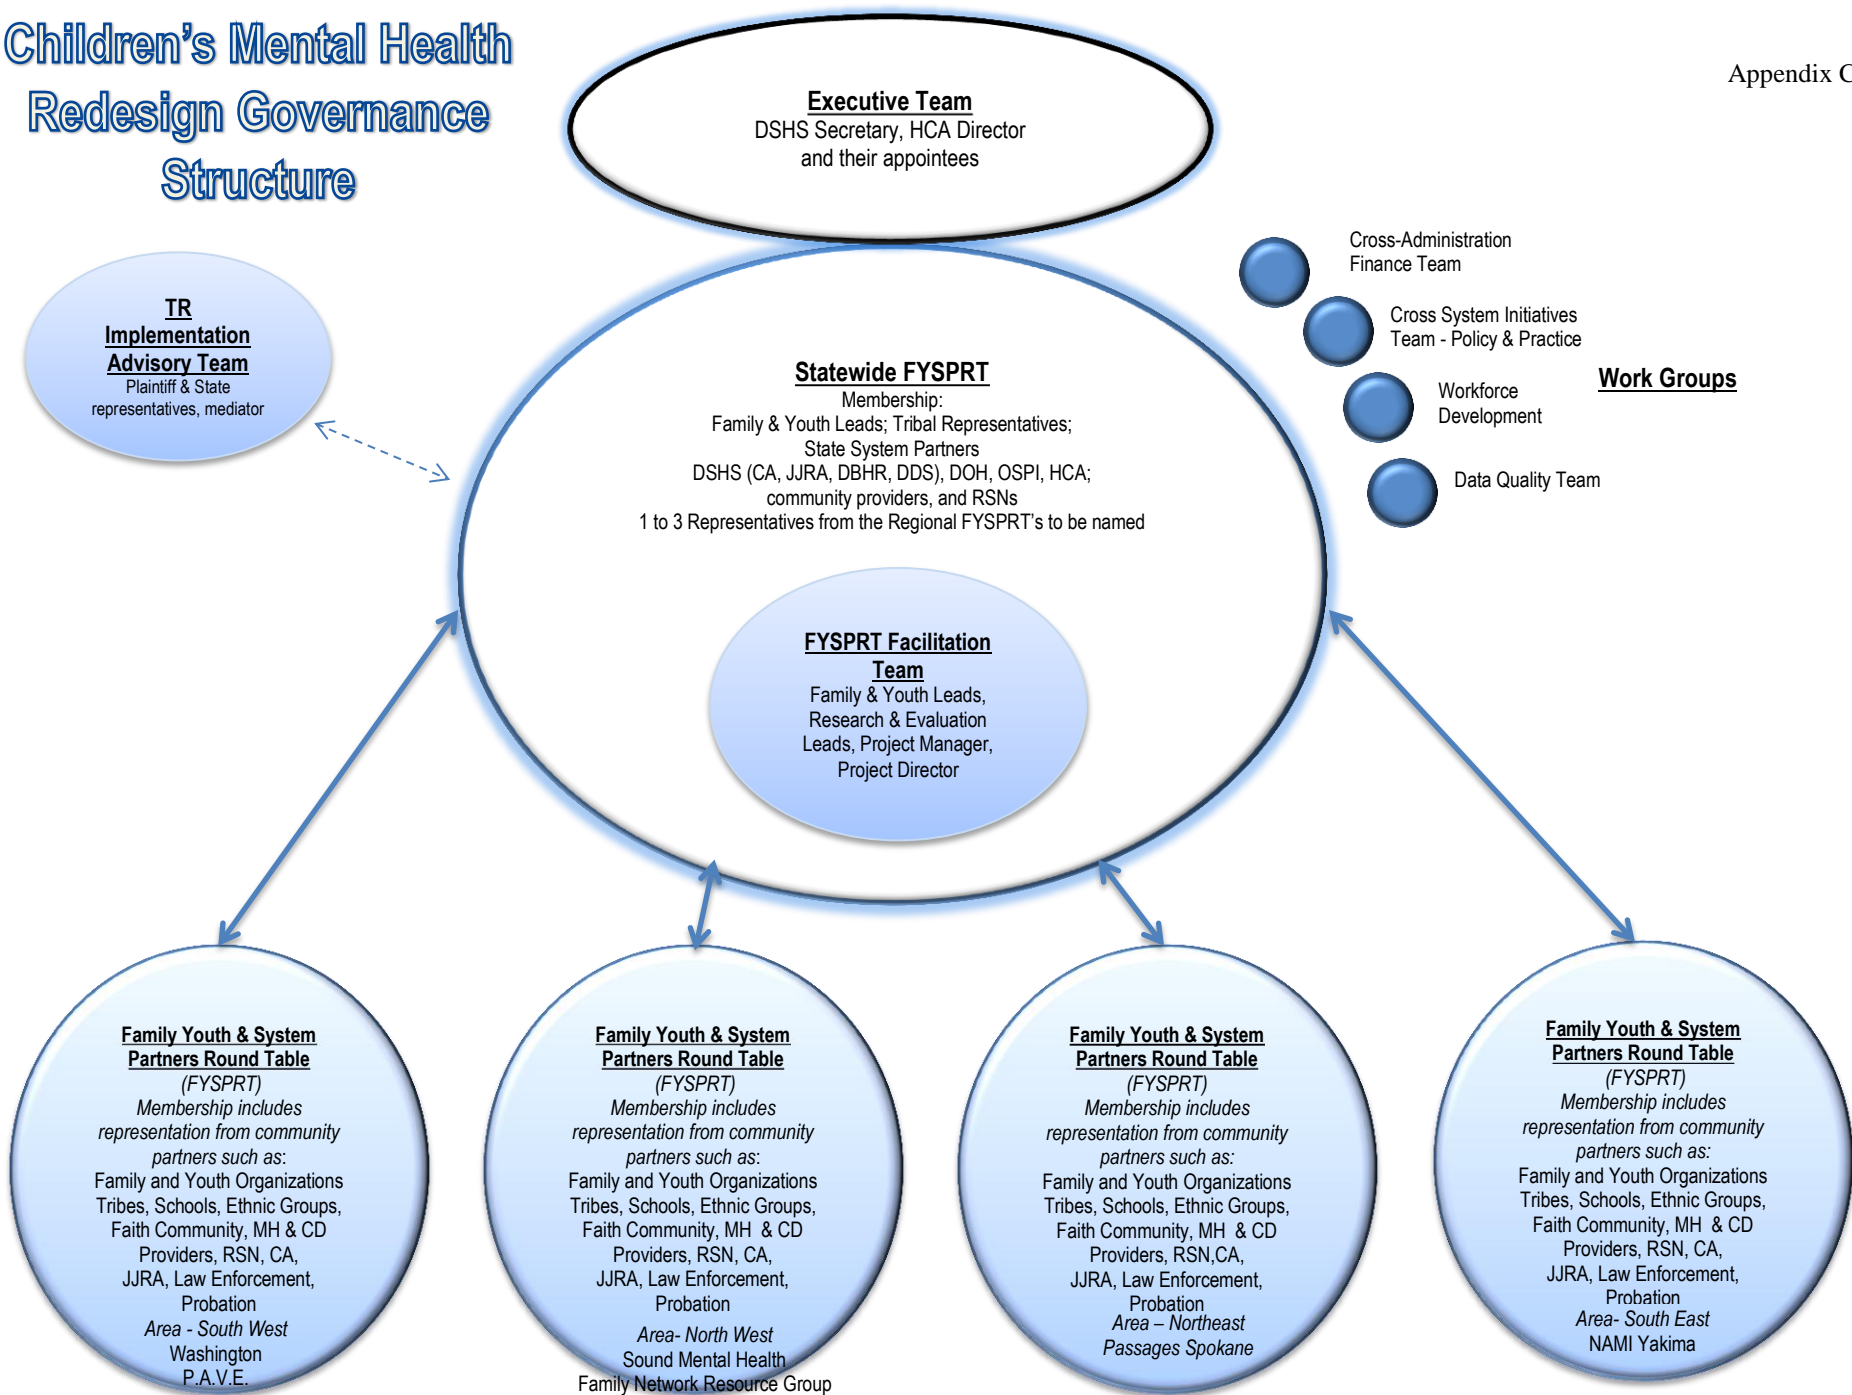 Children's Mental Health
Redesign Governance
Structure
Appendix C
Executive Team
DSHS Secretary, HCA Director
and their appointees
TR
Implementation
Advisory Team
Plaintiff & State
representatives, mediator
Cross-Administration
Finance Team
Cross System Initiatives
Team - Policy & Practice
Workforce
Development
Data Quality Team
Work Groups
Statewide FYSPRT
Membership:
Family & Youth Leads; Tribal Representatives;
State System Partners
DSHS (CA, JJRA, DBHR, DDS), DOH, OSPI, HCA;
community providers, and RSNs
1 to 3 Representatives from the Regional FYSPRT's to be named
FYSPRT Facilitation
Team
Family & Youth Leads,
Research & Evaluation
Leads, Project Manager,
Project Director
Family Youth & System
Partners Round Table
(FYSPRT)
Membership includes
representation from community
partners such as:
Family and Youth Organizations
Tribes, Schools, Ethnic Groups,
Faith Community, MH & CD
Providers, RSN, CA,
JJRA, Law Enforcement,
Probation
Area - South West
Washington
P.A.V.E.
Family Youth & System
Partners Round Table
(FYSPRT)
Membership includes
representation from community
partners such as:
Family and Youth Organizations
Tribes, Schools, Ethnic Groups,
Faith Community, MH & CD
Providers, RSN, CA,
JJRA, Law Enforcement,
Probation
Area- North West
Sound Mental Health
Family Network Resource Group
Family Youth & System
Partners Round Table
(FYSPRT)
Membership includes
representation from community
partners such as:
Family and Youth Organizations
Tribes, Schools, Ethnic Groups,
Faith Community, MH & CD
Providers, RSN,CA,
JJRA, Law Enforcement,
Probation
Area – Northeast
Passages Spokane
Family Youth & System
Partners Round Table
(FYSPRT)
Membership includes
representation from community
partners such as:
Family and Youth Organizations
Tribes, Schools, Ethnic Groups,
Faith Community, MH & CD
Providers, RSN, CA,
JJRA, Law Enforcement,
Probation
Area- South East
NAMI Yakima